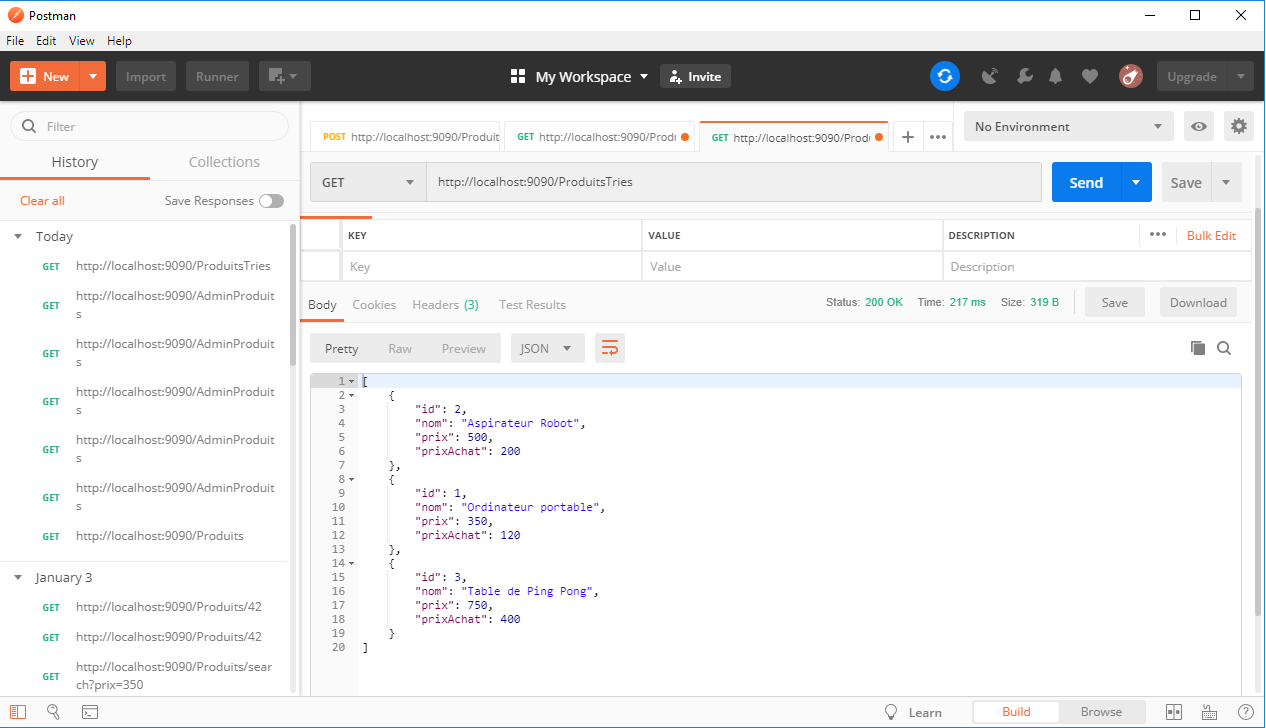 Postman
File Edit View Help
New Import Runner My Workspace Invite Upgrade
Filter
History Collections
Clear all Save Responses
Today
GET http://localhost:9090/ProduitsTries
GET http://localhost:9090/AdminProduit
s
GET http://localhost:9090/AdminProduit
s
GET http://localhost:9090/AdminProduit
s
GET http://localhost:9090/AdminProduit
s
GET http://localhost:9090/AdminProduit
s
GET http://localhost:9090/Produits
January 3
GET http://localhost:9090/Produits/42
GET http://localhost:9090/Produits/42
GET http://localhost:9090/Produits/sear
ch?prix=350
POST http://localhost:9090/Produit GET http://localhost:9090/Prod GET http://localhost:9090/Prod + ••• No Environment
GET http://localhost:9090/ProduitsTries Send Save
KEY VALUE DESCRIPTION ••• Bulk Edit
Key Value Description
Body Cookies Headers (3) Test Results Status: 200 OK Time: 217 ms Size: 319 B Save Download
Pretty Raw Preview JSON
1 [
2 {
3 "id": 2,
4 "nom": "Aspirateur Robot",
5 "prix": 500,
6 "prixAchat": 200
7 },
8 {
9 "id": 1,
10 "nom": "Ordinateur portable",
11 "prix": 350,
12 "prixAchat": 120
13 },
14 {
15 "id": 3,
16 "nom": "Table de Ping Pong",
17 "prix": 750,
18 "prixAchat": 400
19 }
20 ]
Learn Build Browse